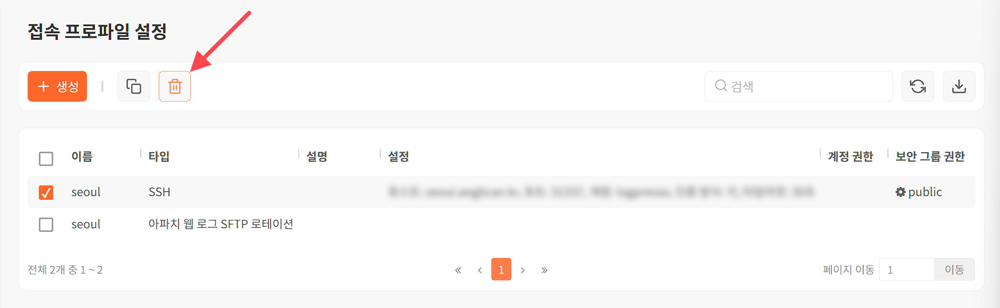 접속 프로파일 설정
생성
검색
이름 타입 설명 설정 계정 권한 보안 그룹 권한
seoul SSH public
seoul 아파치 웹 로그 SFTP 로테이션
전체 2개 중 1 ~ 2 « ‹ 1 › » 페이지 이동 1 이동